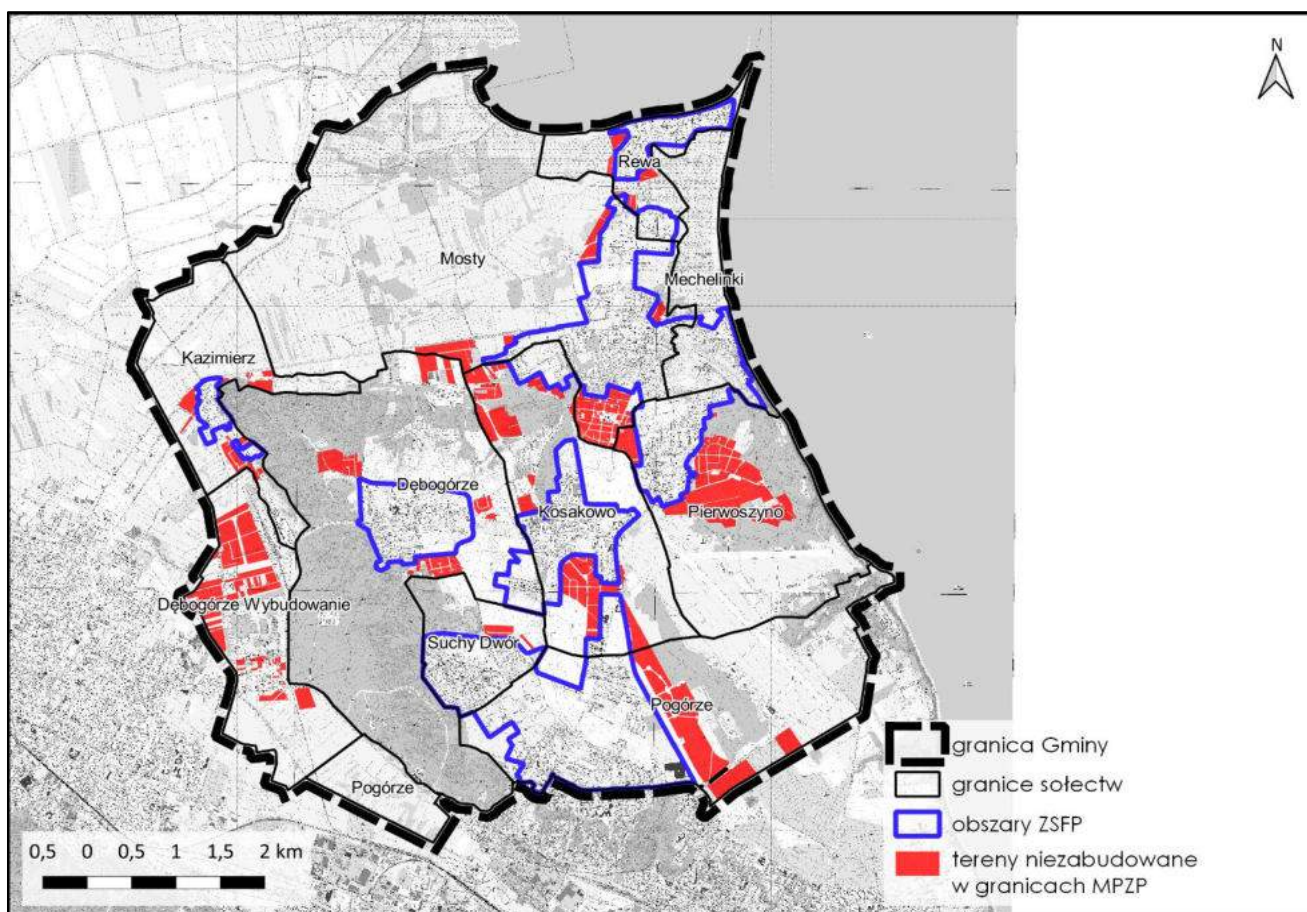 N
Rewa
Mosty
Mechelinki
Kazimierz
Dębogórze
Kosakowo
Pierwoszyno
Dębogórze Wybudowanie
Suchy Dwór
Pogórze
Pogórze
granica Gminy
granice sołectw
obszary ZSFP
tereny niezabudowane
w granicach MPZP
0,5 0 0,5 1 1,5 2 km